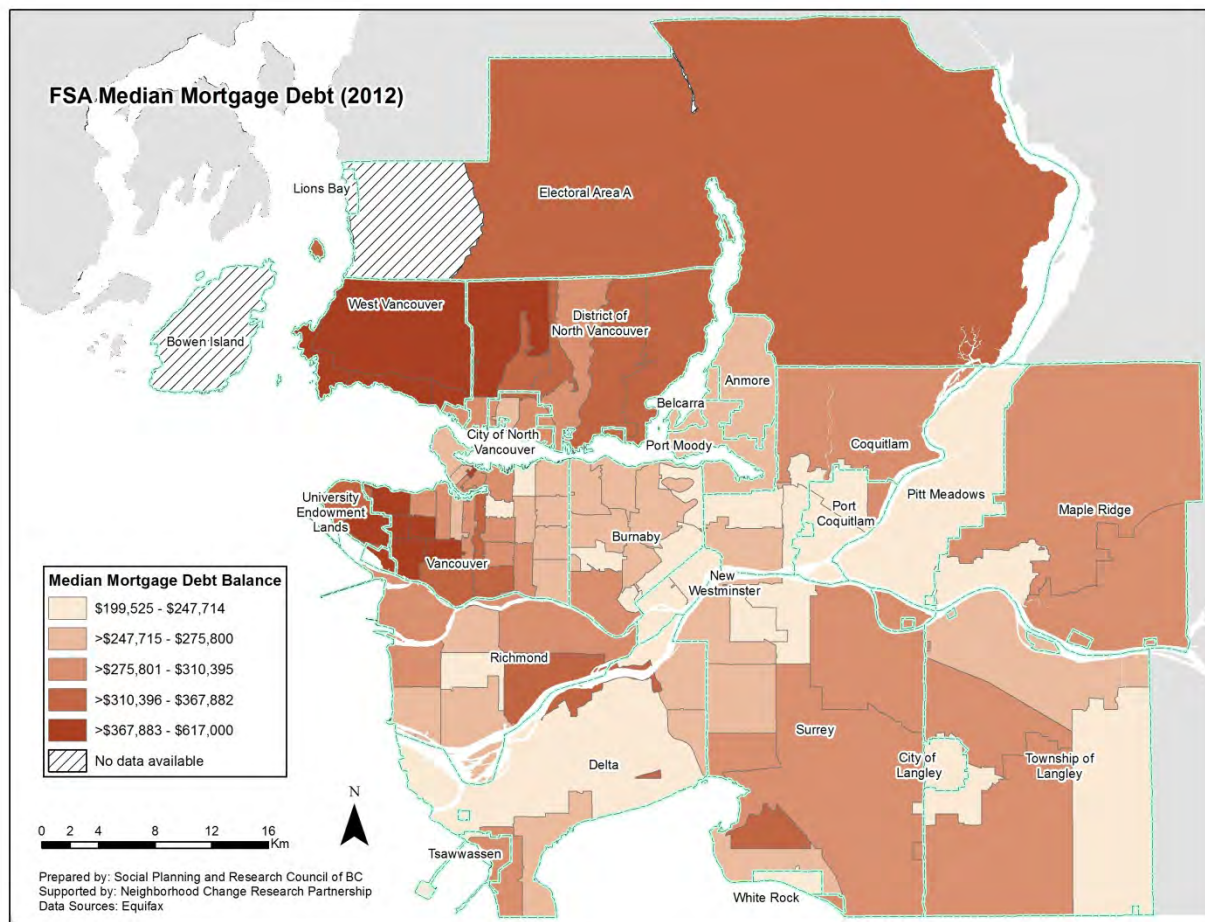 FSA Median Mortgage Debt (2012)
Lions Bay
Electoral Area A
West Vancouver
District of
North Vancouver
Bowen Island
Anmore
Belcarra
City of North
Vancouver
Port Moody
Coquitlam
University
Endowment
Lands
Port
Coquitlam
Pitt Meadows
Maple Ridge
Burnaby
Vancouver
New
Westminster
Richmond
Surrey
City of
Langley
Township of
Langley
Delta
Tsawwassen
White Rock
Median Mortgage Debt Balance
$199,525 - $247,714
>$247,715 - $275,800
>$275,801 - $310,395
>$310,396 - $367,882
>$367,883 - $617,000
No data available
N
0 2 4 8 12 16
Km
Prepared by: Social Planning and Research Council of BC
Supported by: Neighborhood Change Research Partnership
Data Sources: Equifax